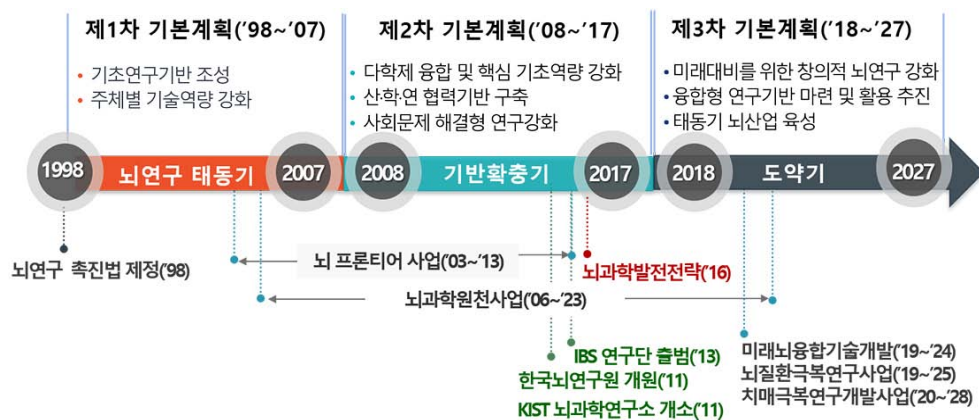 제1차 기본계획('98~'07)
제2차 기본계획('08~'17)
제3차 기본계획('18~'27)
• 기초연구기반 조성
• 주체별 기술역량 강화
• 다학제 융합 및 핵심 기초역량 강화
• 산·학·연 협력기반 구축
• 사회문제 해결형 연구강화
• 미래대비를 위한 창의적 뇌연구 강화
• 융합형 연구기반 마련 및 활용 추진
• 태동기 뇌산업 육성
1998
뇌연구 태동기
2007
2008
기반확충기
2017
2018
도약기
2027
뇌연구 촉진법 제정('98)
뇌 프론티어 사업('03~'13)
뇌과학발전전략('16)
뇌과학원천사업('06~'23)
IBS 연구단 출범('13)
한국뇌연구원 개원('11)
KIST 뇌과학연구소 개소('11)
미래뇌융합기술개발('19~'24)
뇌질환극복연구사업('19~'25)
치매극복연구개발사업('20~'28)